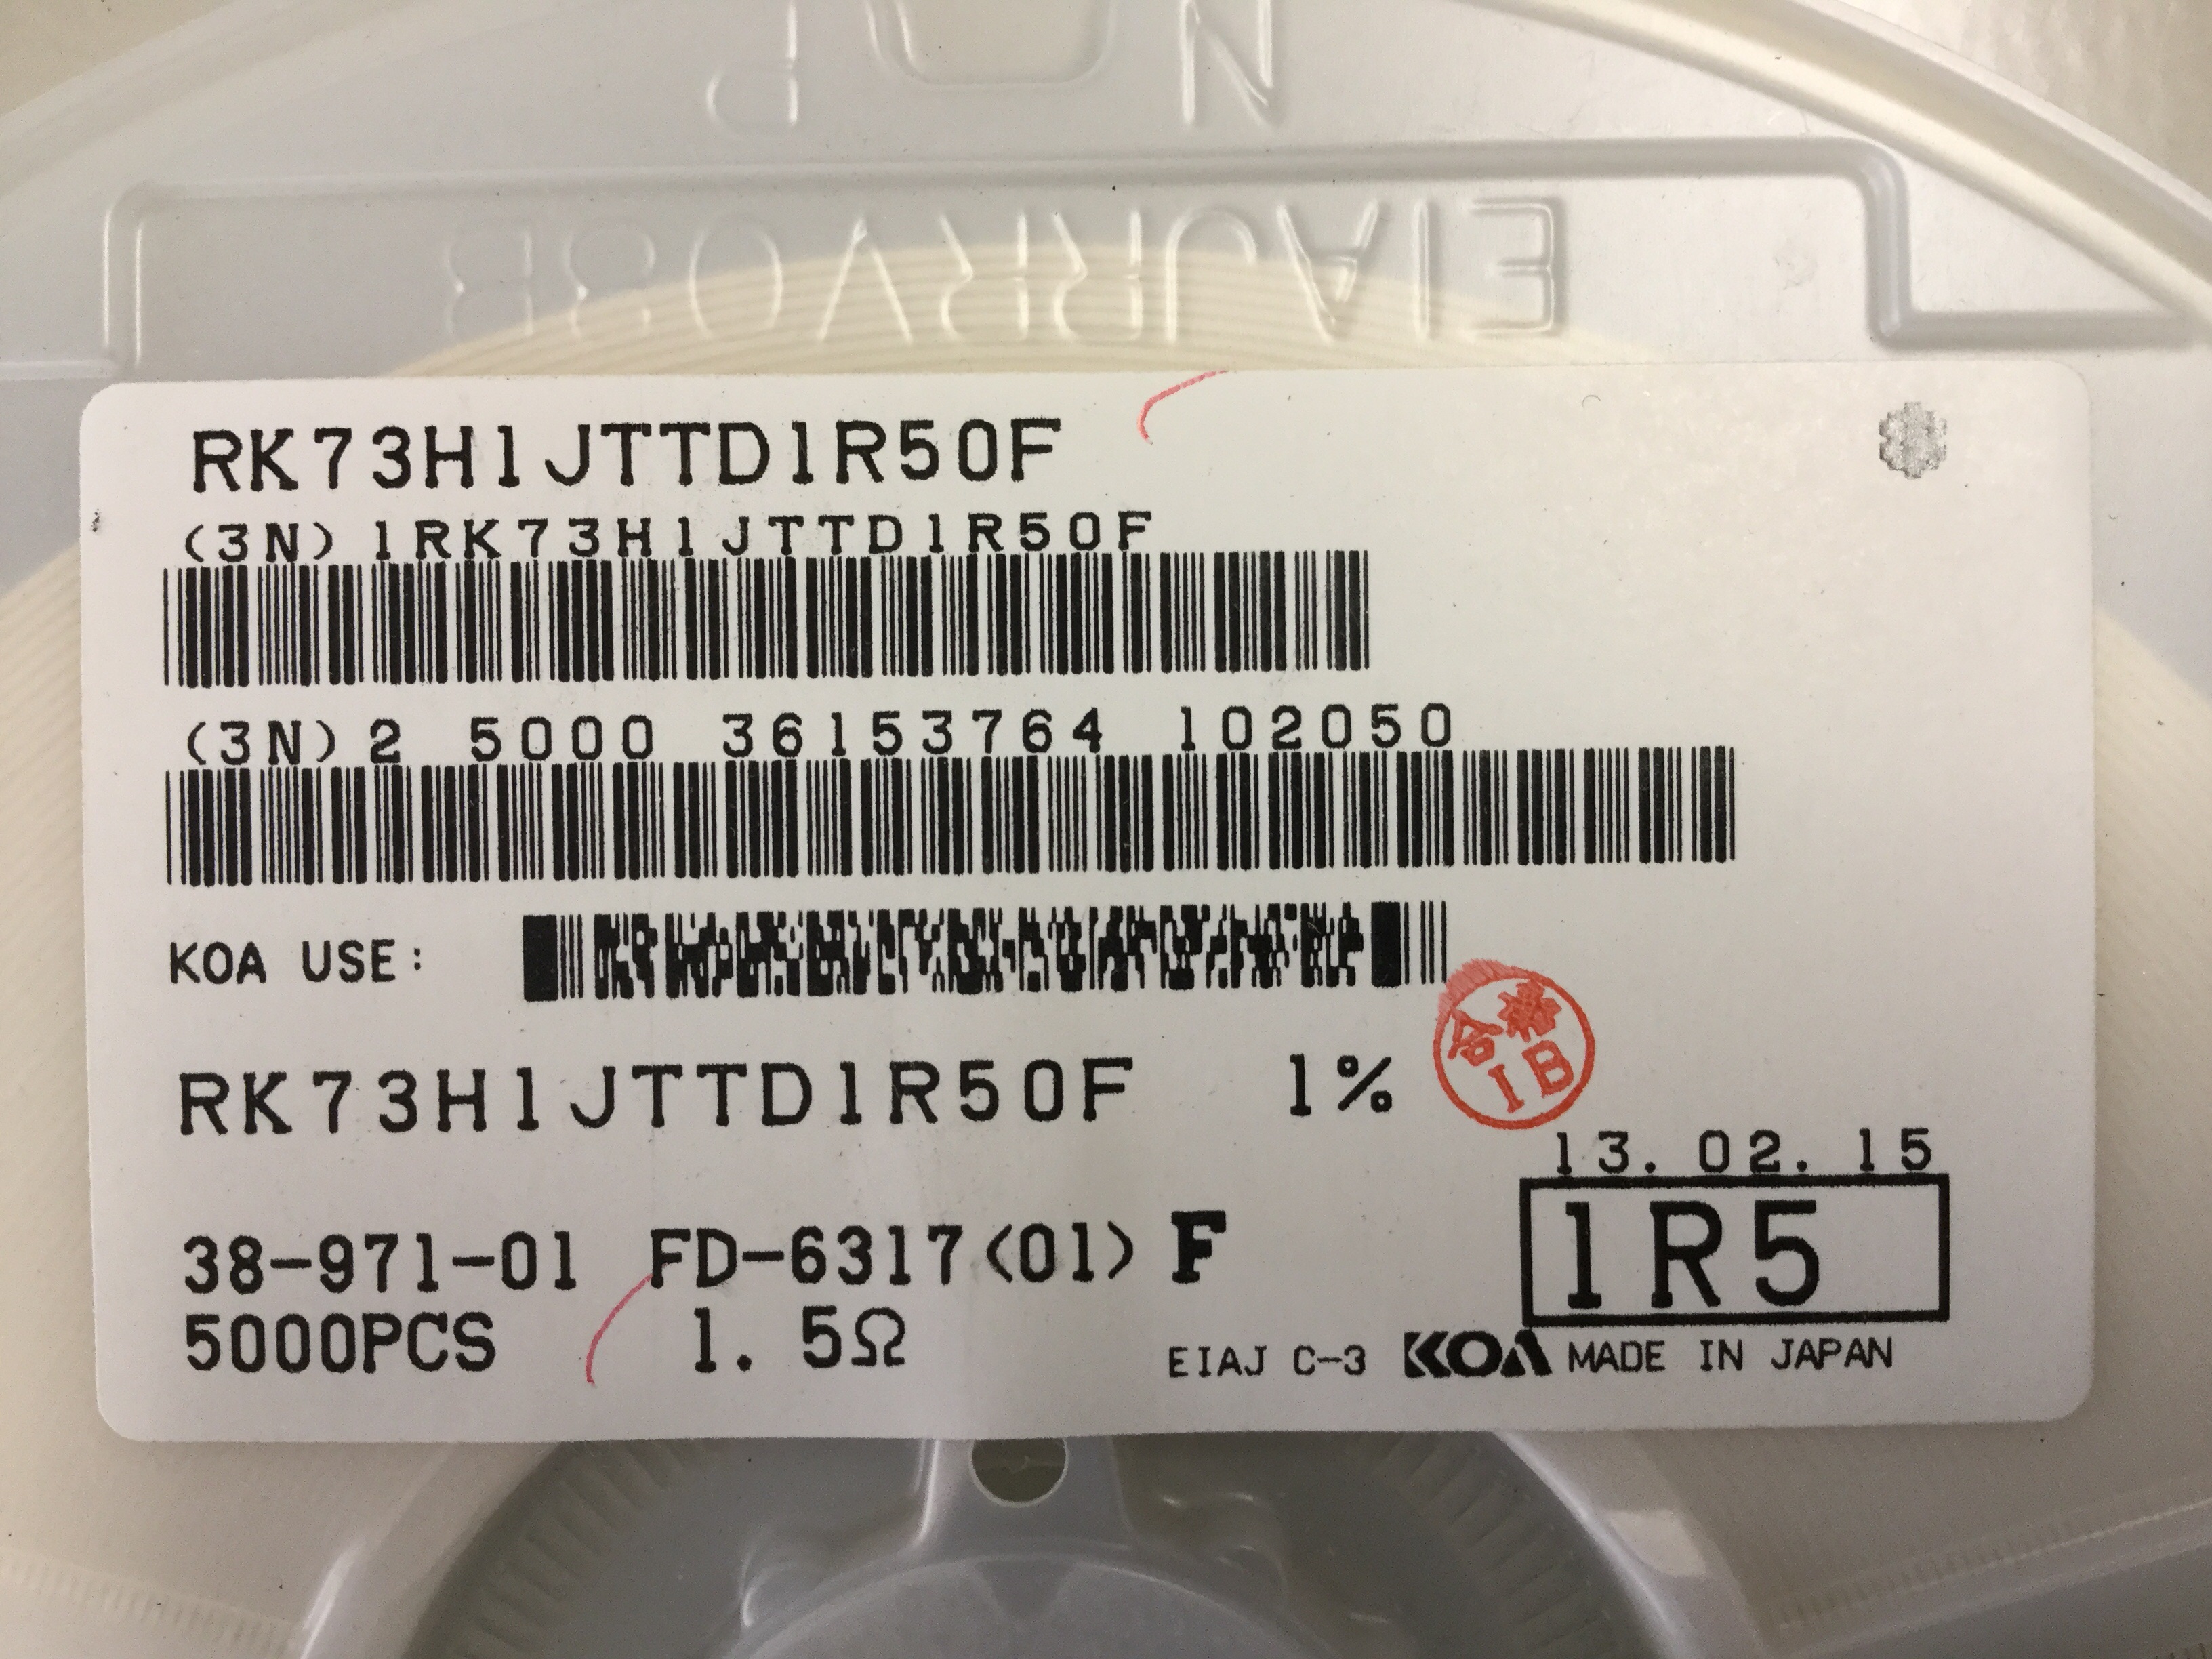 N P
EIAJRRV08B
RK73H1JTTD1R50F
(3N)1RK73H1JTTD1R50F
(3N)2 5000 36153764 102050
KOA USE:
RK73H1JTTD1R50F 1%
合格
IB
13.02.15
38-971-01 FD-6317(01) F
1R5
5000PCS 1.5Ω
EIAJ C-3 KOA MADE IN JAPAN